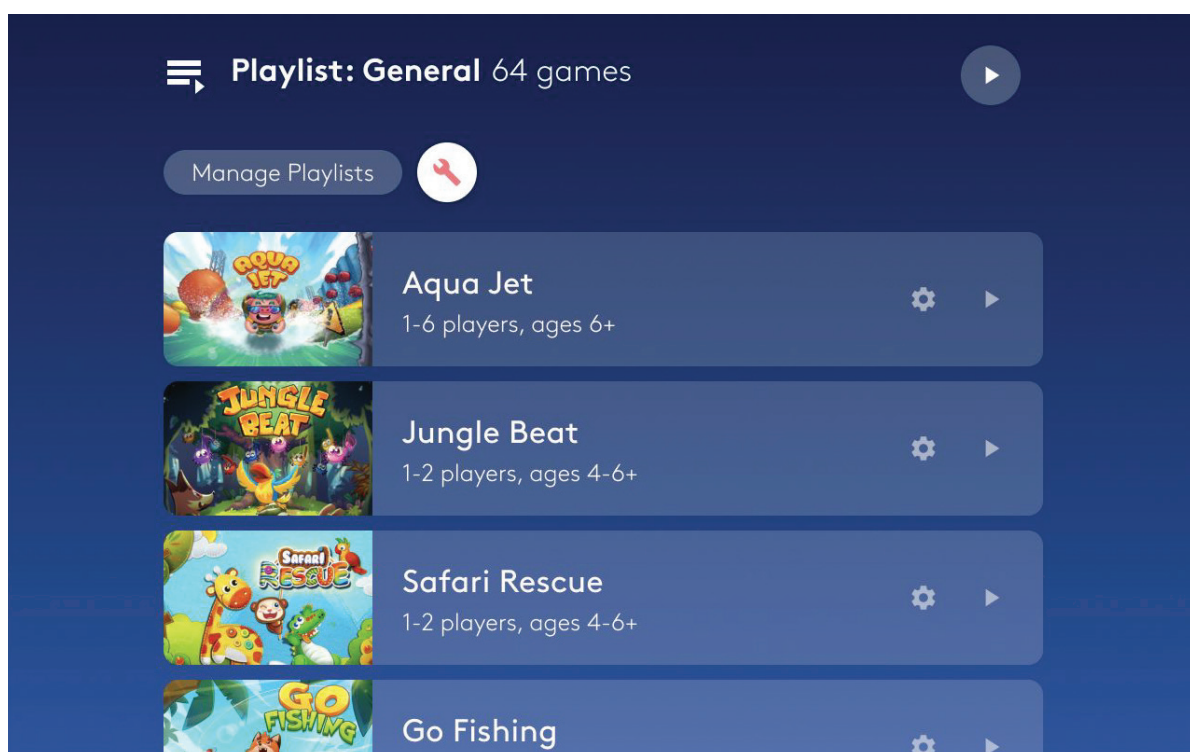 Playlist: General 64 games
Manage Playlists
AQUA
JET
Aqua Jet
1-6 players, ages 6+
JUNGLE
BEAT
Jungle Beat
1-2 players, ages 4-6+
SAFARI
RESCUE
Safari Rescue
1-2 players, ages 4-6+
GO
FISHING
Go Fishing